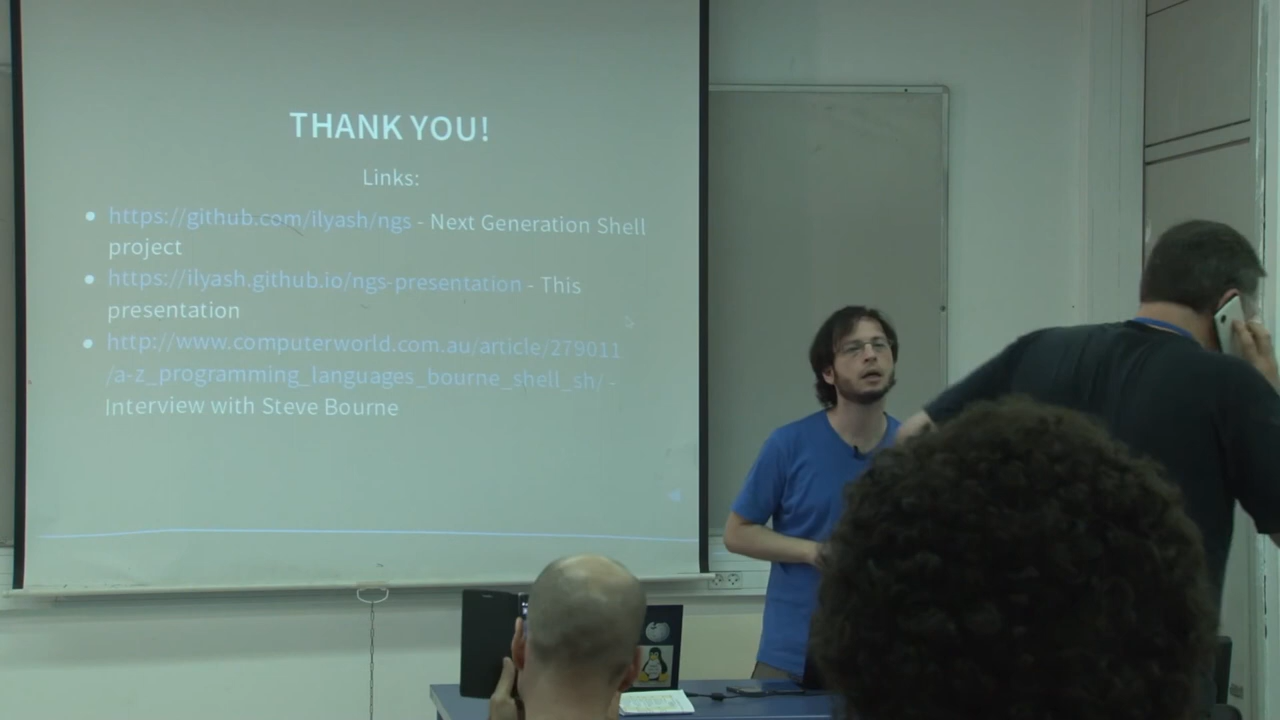 THANK YOU!
Links:
https://github.com/ilyash/ngs - Next Generation Shell
project
https://ilyash.github.io/ngs-presentation - This
presentation
http://www.computerworld.com.au/article/279011
/a-z_programming_languages_bourne_shell_sh/ -
Interview with Steve Bourne